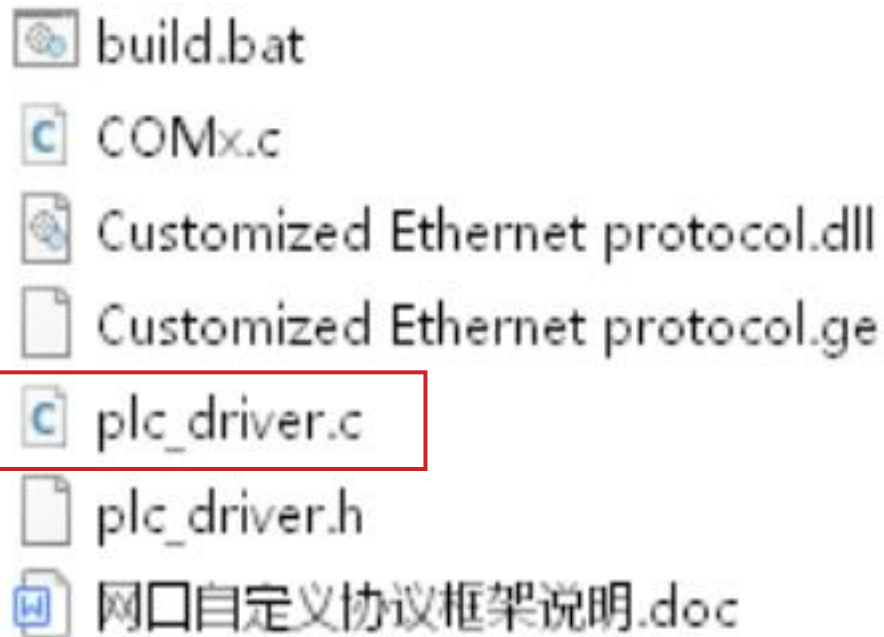 build.bat
COMx.c
Customized Ethernet protocol.dll
Customized Ethernet protocol.ge
plc_driver.c
plc_driver.h
网口自定义协议框架说明.doc